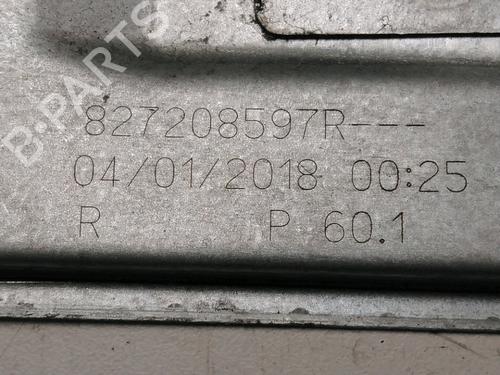 B-PARTS
827208597R---
04/01/2018 00:25
R P 60.1